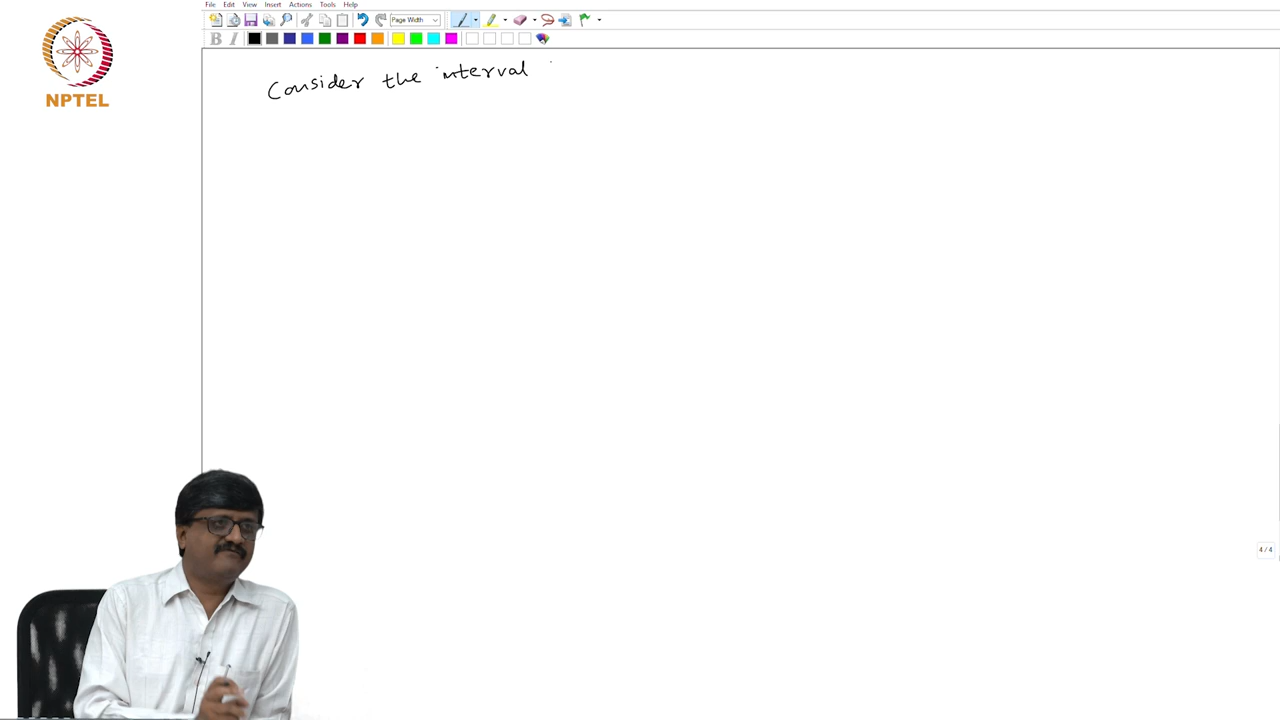 File Edit View Insert Actions Tools Help
Page Width
B I
NPTEL
Consider the interval
4 / 4